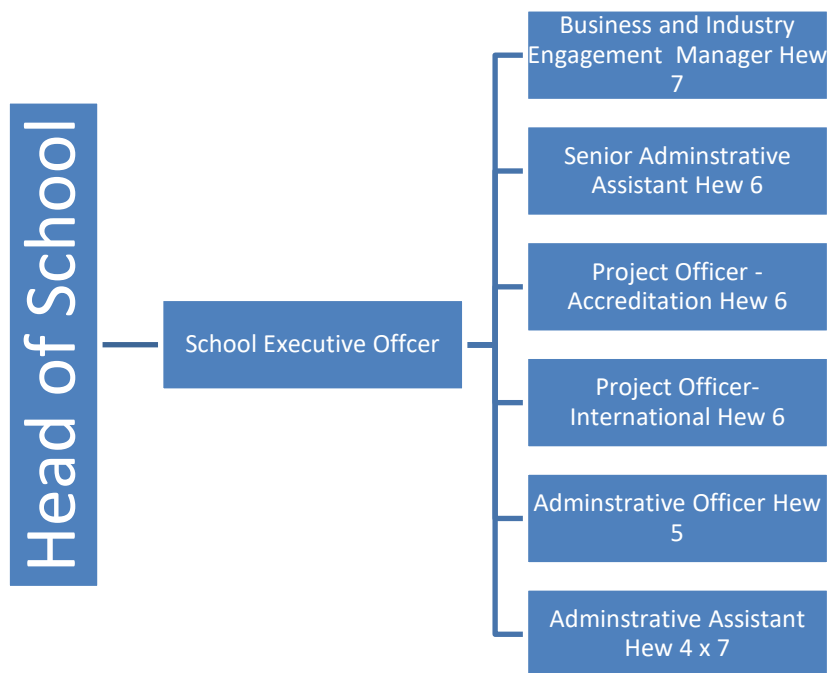 Head of School
School Executive Offcer
Business and Industry
Engagement  Manager Hew
7
Senior Adminstrative
Assistant Hew 6
Project Officer -
Accreditation Hew 6
Project Officer-
International Hew 6
Adminstrative Officer Hew
5
Adminstrative Assistant
Hew 4 x 7